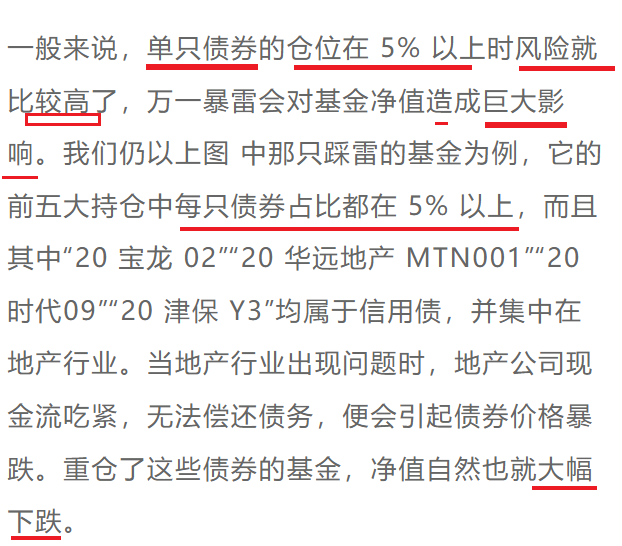 一般来说，单只债券的仓位在 5% 以上时风险就
比较高了，万一暴雷会对基金净值造成巨大影
响。我们仍以上图 中那只踩雷的基金为例，它的
前五大持仓中每只债券占比都在 5% 以上，而且
其中“20 宝龙 02”“20 华远地产 MTN001”“20
时代09”“20 津保 Y3”均属于信用债，并集中在
地产行业。当地产行业出现问题时，地产公司现
金流吃紧，无法偿还债务，便会引起债券价格暴
跌。重仓了这些债券的基金，净值自然也就大幅
下跌。